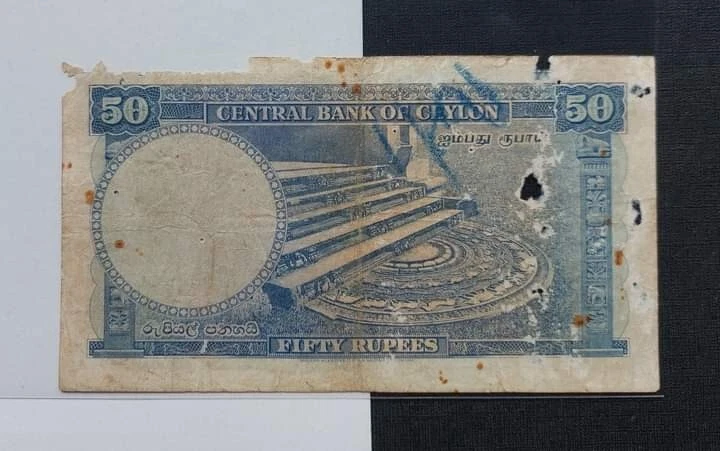 50 CENTRAL BANK OF CEYLON 50
ஐம்பது ரூபாய்
රුපියල් පනහයි
FIFTY RUPEES